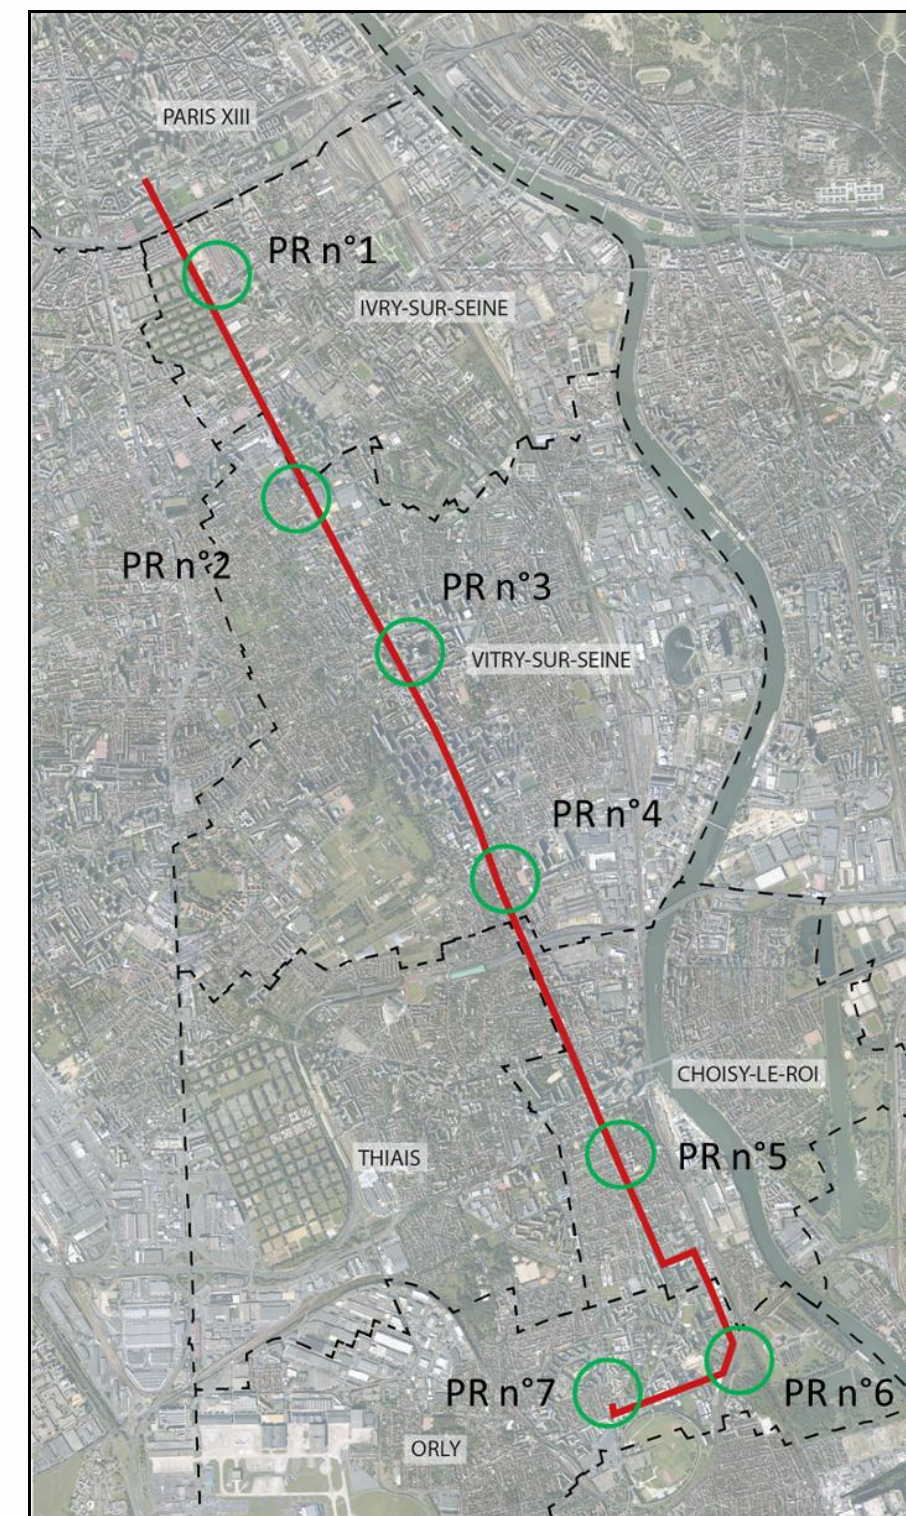 PARIS XIII
PR n°1
IVRY-SUR-SEINE
PR n°2
PR n°3
VITRY-SUR-SEINE
PR n°4
CHOISY-LE-ROI
THIAIS
PR n°5
PR n°7
PR n°6
ORLY